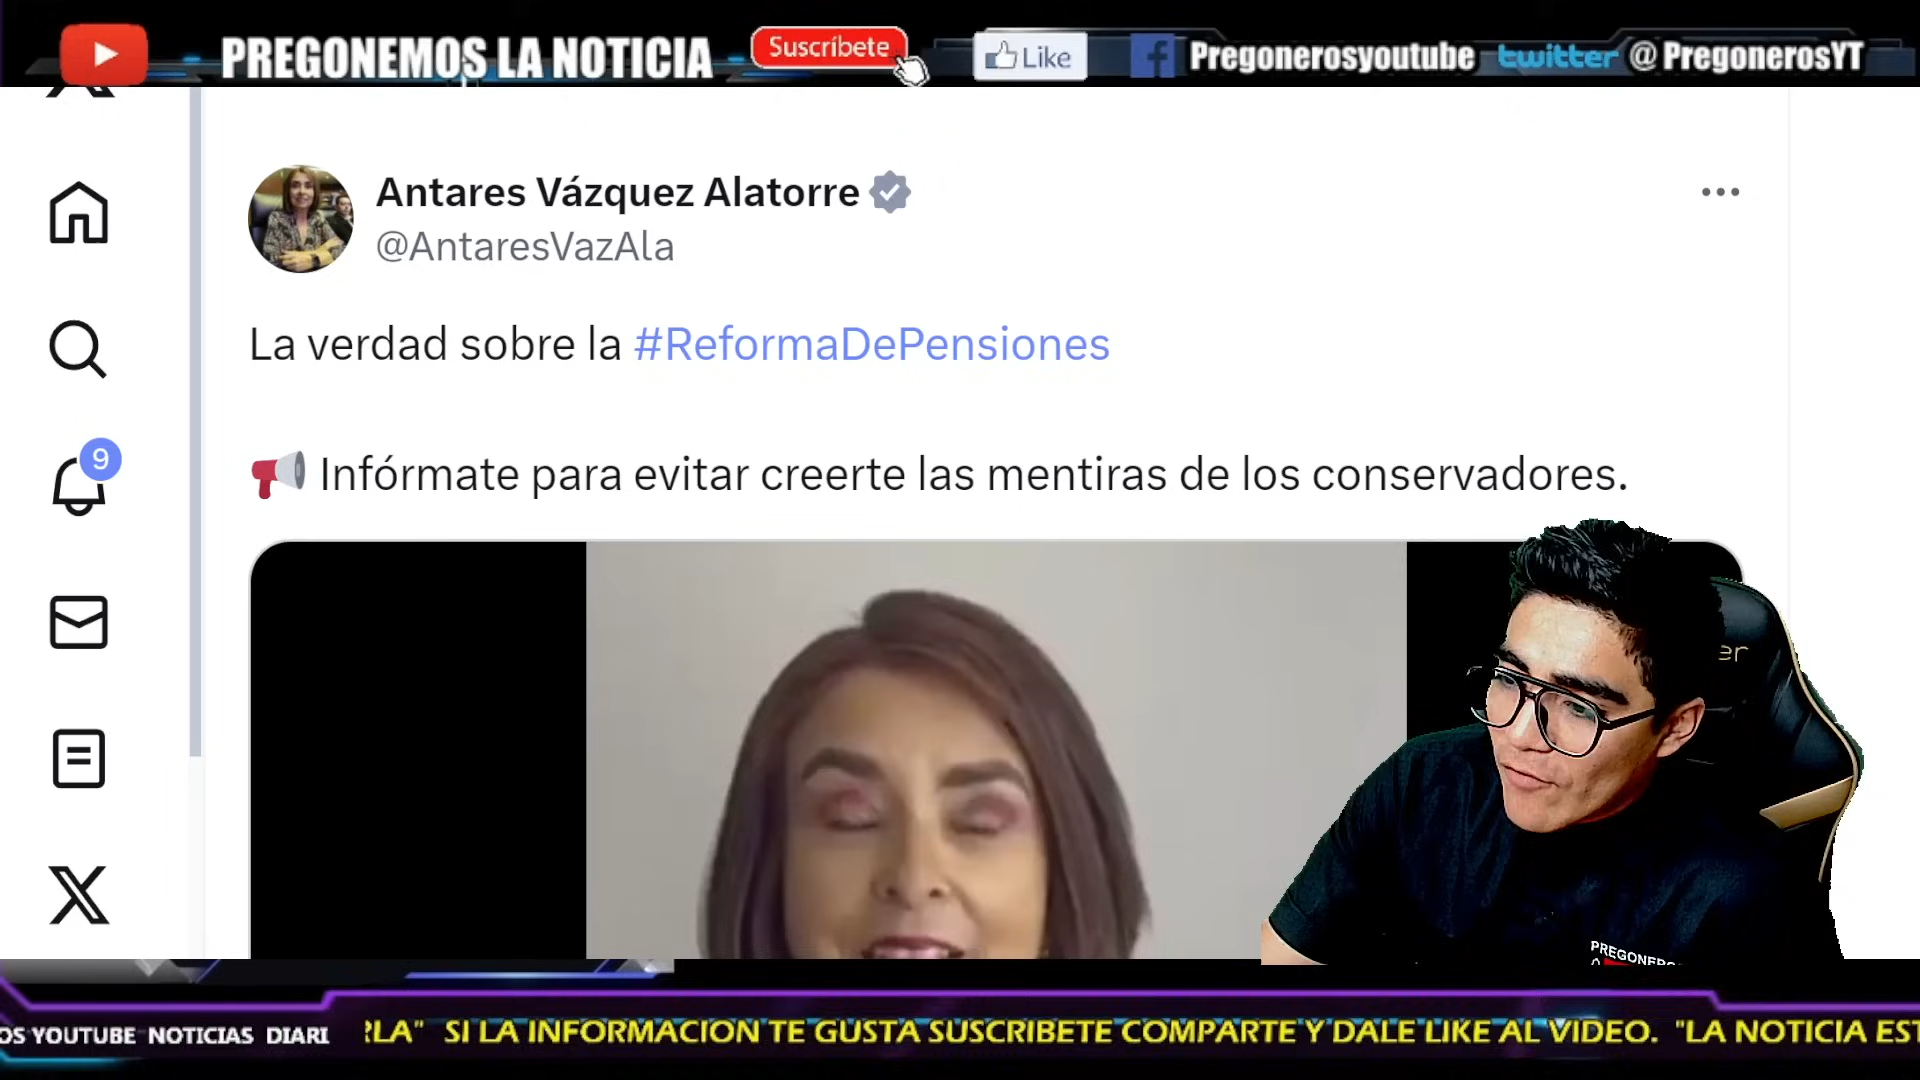 PREGONEMOS LA NOTICIA
Suscríbete
Like
Pregonerosyoutube
twitter @PregonerosYT
Antares Vázquez Alatorre
@AntaresVazAla
La verdad sobre la #ReformaDePensiones
9
Infórmate para evitar creerte las mentiras de los conservadores.
er
PREGONEROS
OS YOUTUBE NOTICIAS DIARI
RLA" SI LA INFORMACION TE GUSTA SUSCRIBETE COMPARTE Y DALE LIKE AL VIDEO. "LA NOTICIA EST